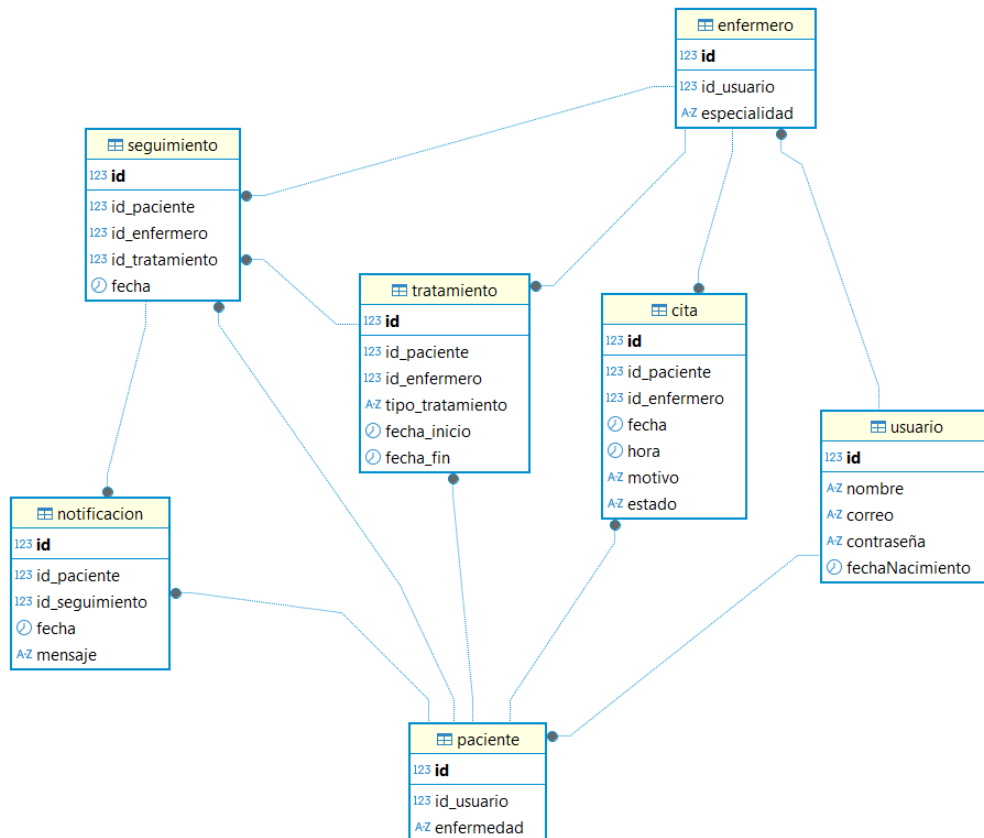 enfermero
123 id
123 id_usuario
A-Z especialidad
seguimiento
123 id
123 id_paciente
123 id_enfermero
123 id_tratamiento
fecha
tratamiento
123 id
123 id_paciente
123 id_enfermero
A-Z tipo_tratamiento
fecha_inicio
fecha_fin
cita
123 id
123 id_paciente
123 id_enfermero
fecha
hora
A-Z motivo
A-Z estado
usuario
123 id
A-Z nombre
A-Z correo
A-Z contraseña
fechaNacimiento
notificacion
123 id
123 id_paciente
123 id_seguimiento
fecha
A-Z mensaje
paciente
123 id
123 id_usuario
A-Z enfermedad